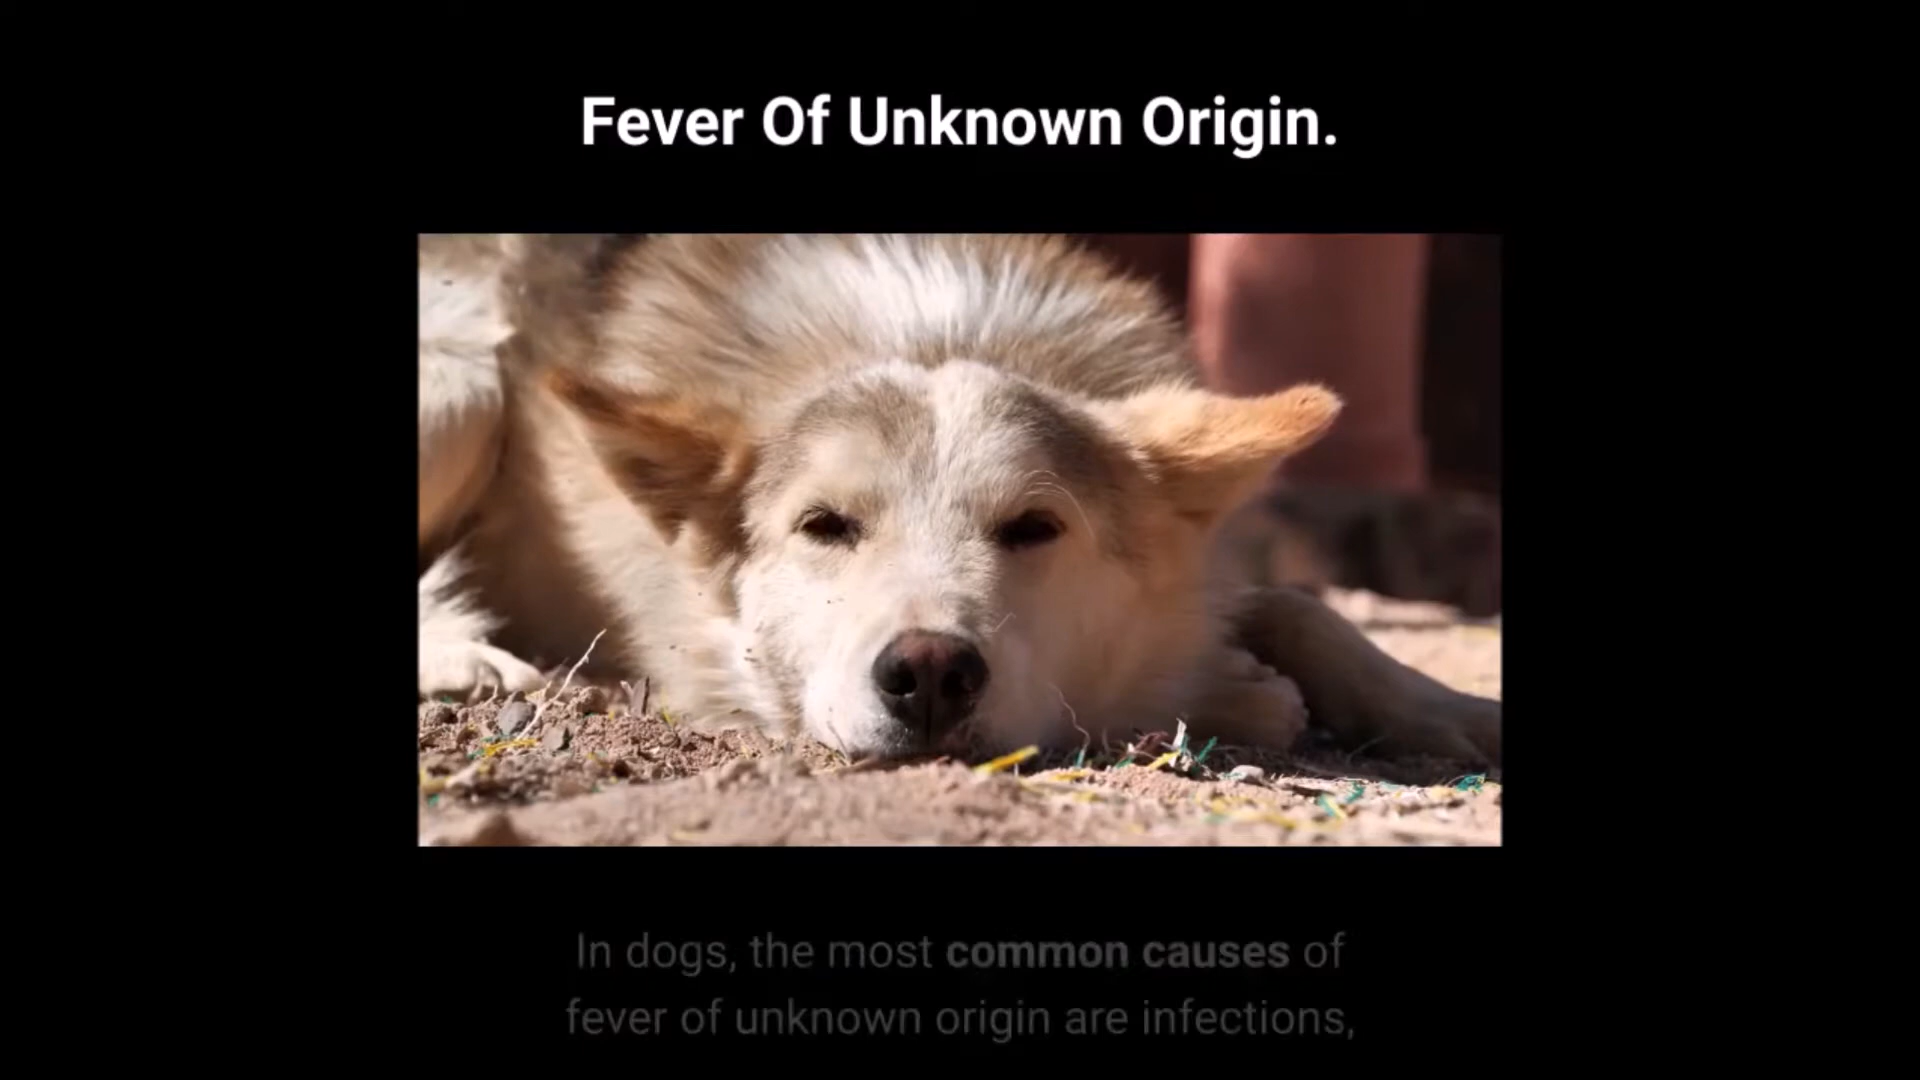 Fever Of Unknown Origin.
In dogs, the most common causes of
fever of unknown origin are infections,